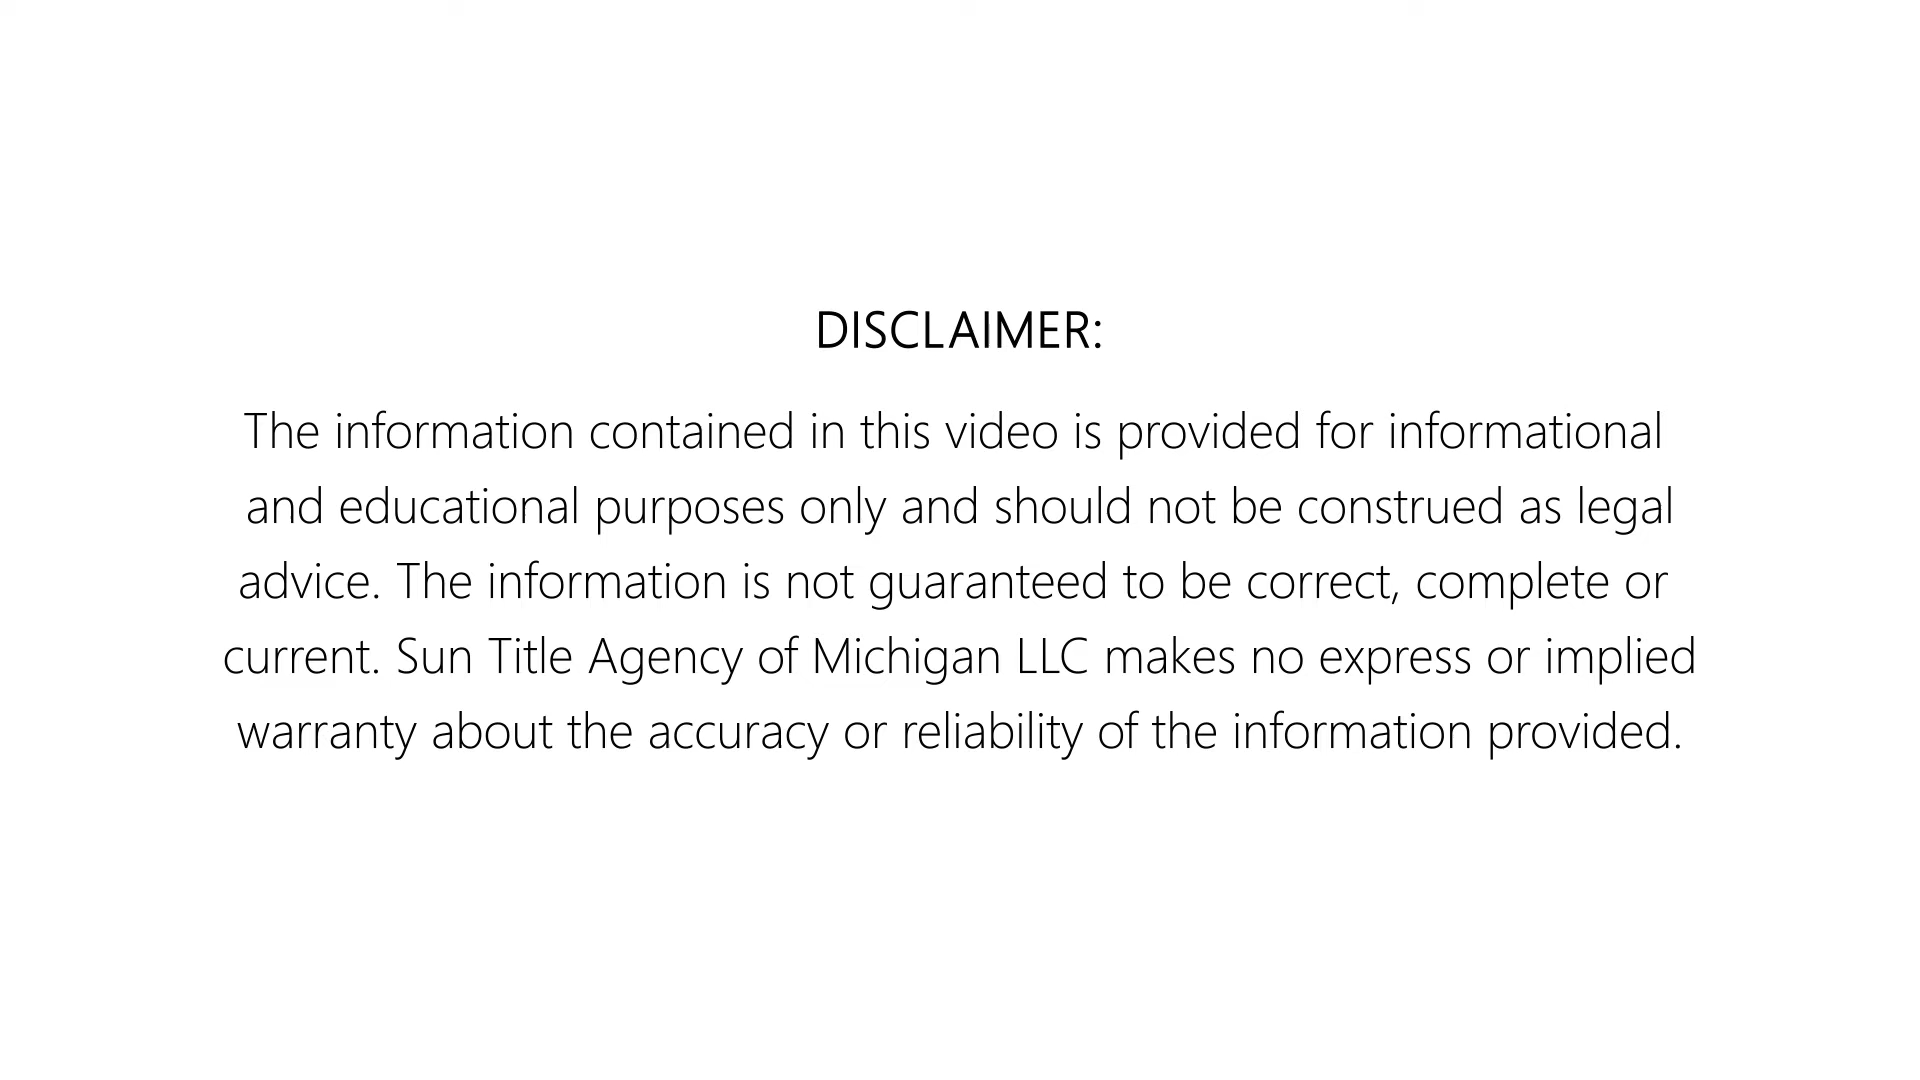 DISCLAIMER:
The information contained in this video is provided for informational
and educational purposes only and should not be construed as legal
advice. The information is not guaranteed to be correct, complete or
current. Sun Title Agency of Michigan LLC makes no express or implied
warranty about the accuracy or reliability of the information provided.